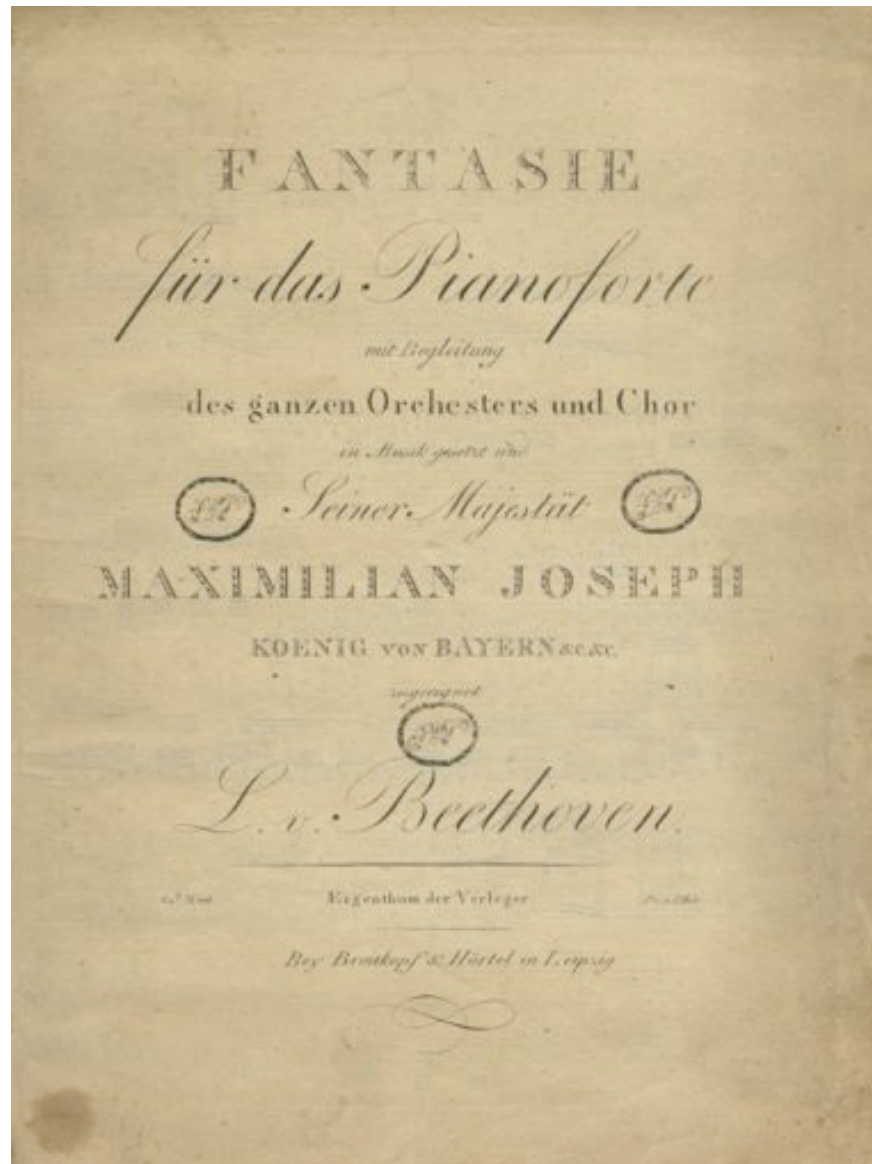 FANTASIE
für das Pianoforte
mit Begleitung
des ganzen Orchesters und Chor
in Musik gesetzt und
Seiner Majestät
MAXIMILIAN JOSEPH
KOENIG von BAYERN &c.&c.
zugeeignet
L. v. Beethoven.
Eigenthum der Verleger
Bey Breitkopf & Härtel in Leipzig